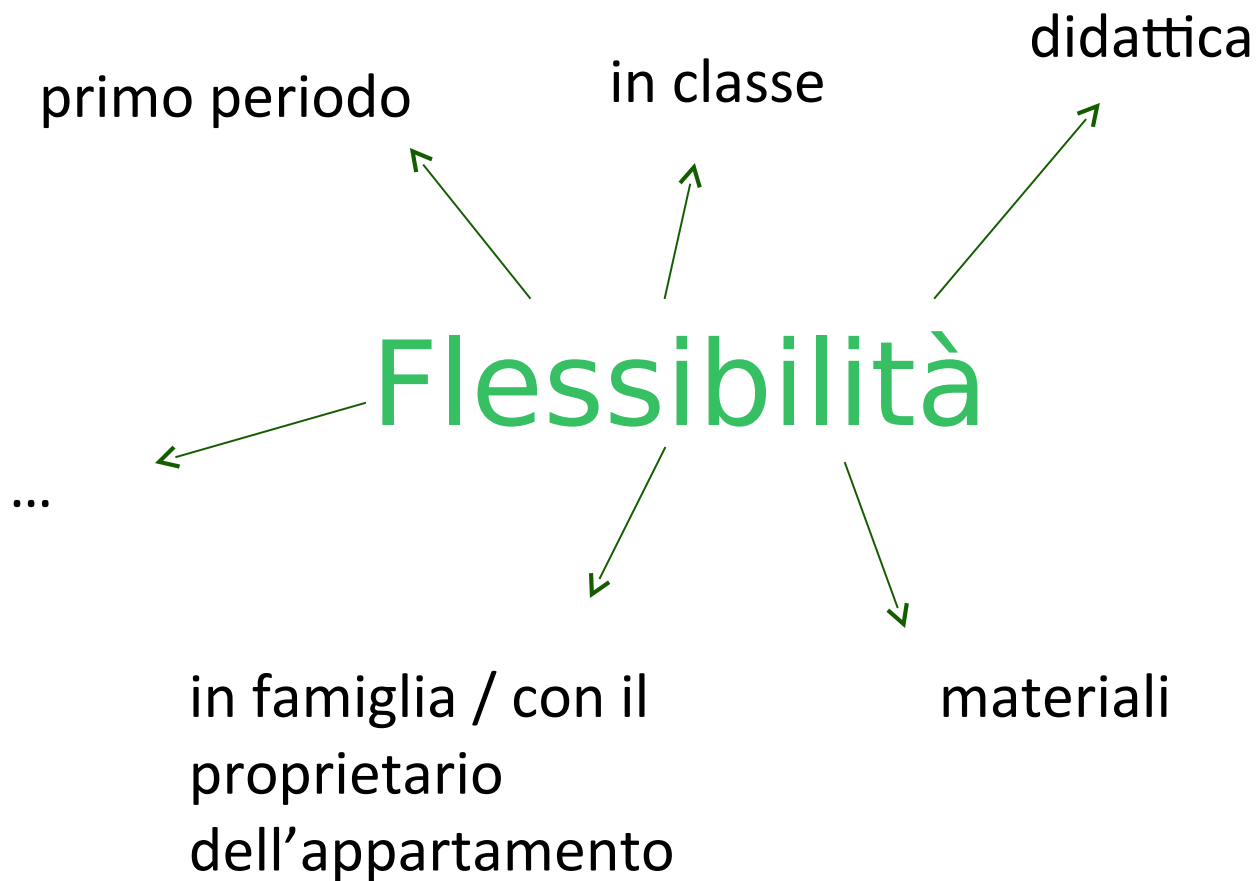 didattica
in classe
primo periodo
Flessibilità
...
in famiglia / con il
proprietario
dell’appartamento
materiali